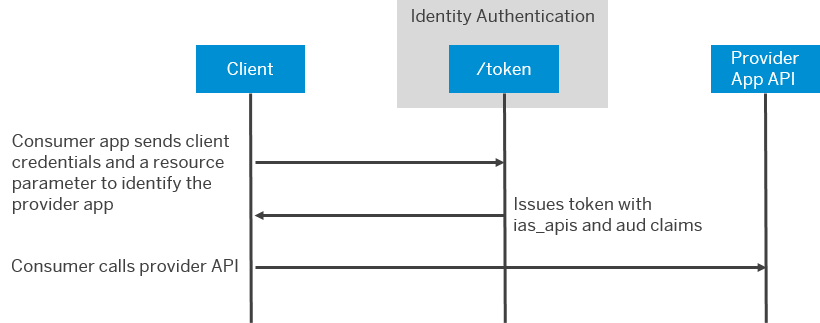 Identity Authentication
Client
/token
Provider
App API
Consumer app sends client
credentials and a resource
parameter to identify the
provider app
Issues token with
ias_apis and aud claims
Consumer calls provider API